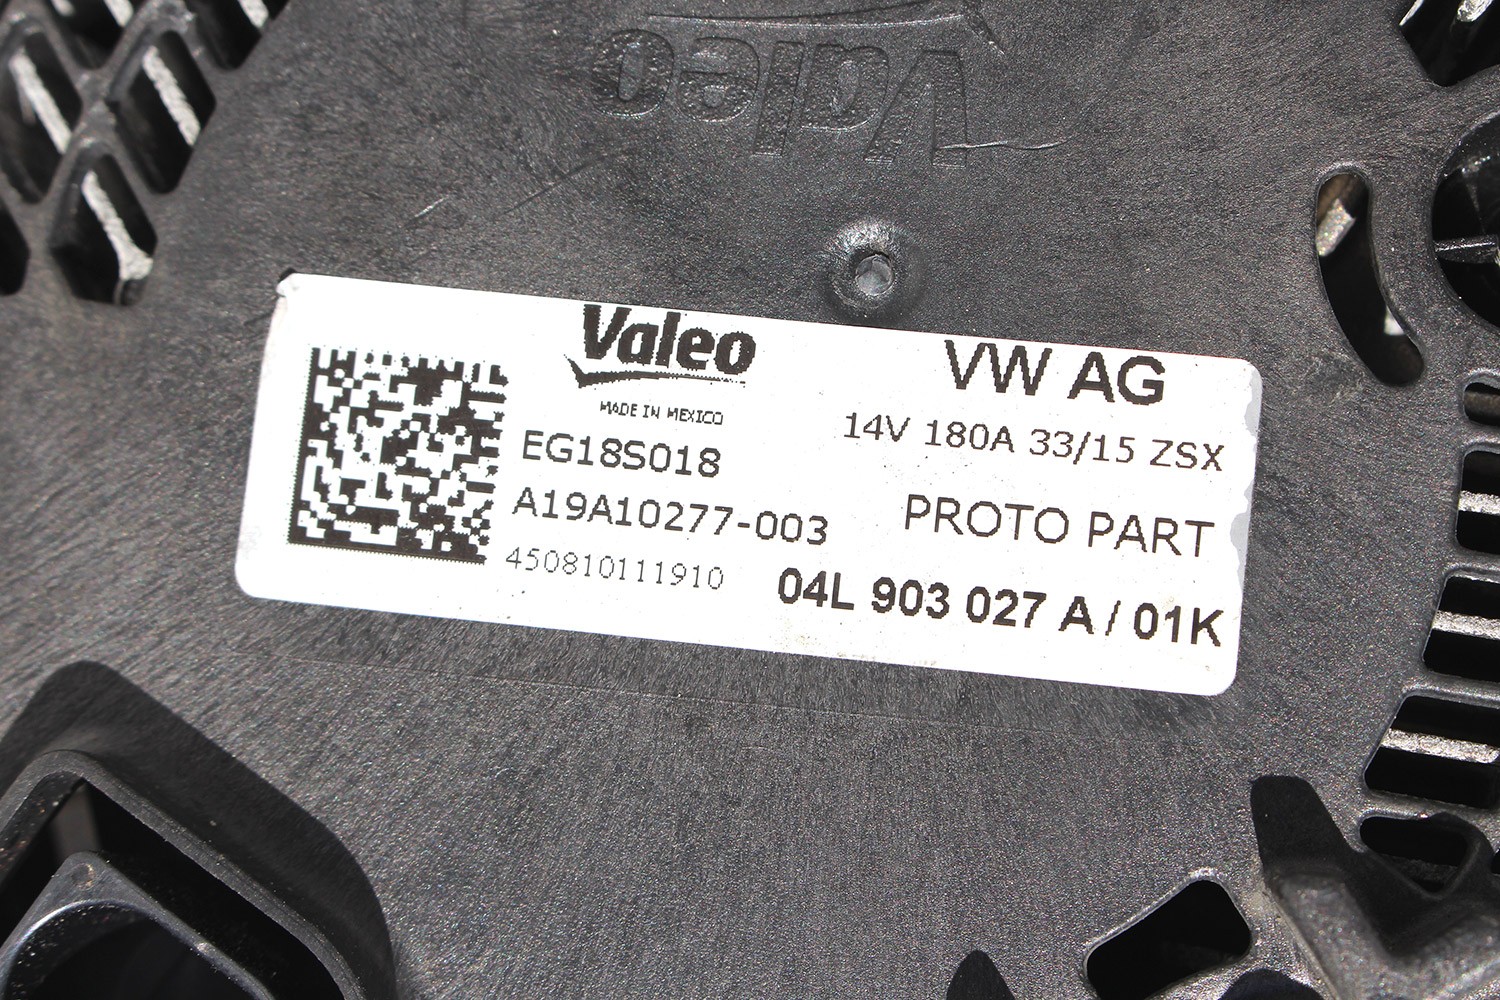 Valeo
Valeo
MADE IN MEXICO
EG18S018
A19A10277-003
450810111910
VW AG
14V 180A 33/15 ZSX
PROTO PART
04L 903 027 A / 01K